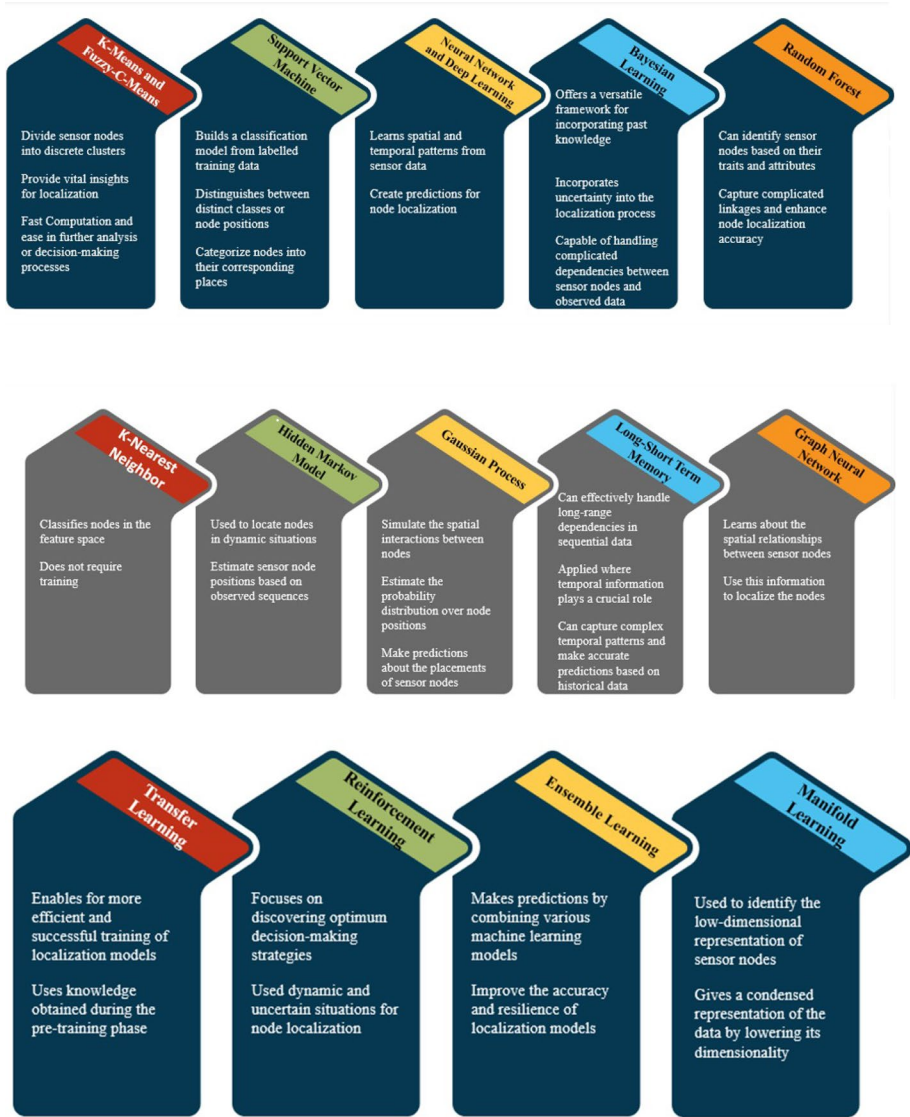 K-Means and
Fuzzy-C-Means
Divide sensor nodes
into discrete clusters
Provide vital insights
for localization
Fast Computation and
ease in further analysis
or decision-making
processes
Support Vector
Machine
Builds a classification
model from labelled
training data
Distinguishes between
distinct classes or
node positions
Categorize nodes into
their corresponding
places
Neural Network
and Deep Learning
Learns spatial and
temporal patterns from
sensor data
Create predictions for
node localization
Bayesian
Learning
Offers a versatile
framework for
incorporating past
knowledge
Incorporates
uncertainty into the
localization process
Capable of handling
complicated
dependencies between
sensor nodes and
observed data
Random Forest
Can identify sensor
nodes based on their
traits and attributes
Capture complicated
linkages and enhance
node localization
accuracy
K-Nearest
Neighbor
Classifies nodes in the
feature space
Does not require
training
Hidden Markov
Model
Used to locate nodes
in dynamic situations
Estimate sensor node
positions based on
observed sequences
Gaussian Process
Simulate the spatial
interactions between
nodes
Estimate the
probability
distribution over node
positions
Make predictions
about the placements
of sensor nodes
Long-Short Term
Memory
Can effectively handle
long-range
dependencies in
sequential data
Applied where
temporal information
plays a crucial role
Can capture complex
temporal patterns and
make accurate
predictions based on
historical data
Graph Neural
Network
Learns about the
spatial relationships
between sensor nodes
Use this information
to localize the nodes
Transfer
Learning
Enables for more
efficient and
successful training of
localization models
Uses knowledge
obtained during the
pre-training phase
Reinforcement
Learning
Focuses on
discovering optimum
decision-making
strategies
Used dynamic and
uncertain situations for
node localization
Ensemble Learning
Makes predictions by
combining various
machine learning
models
Improve the accuracy
and resilience of
localization models
Manifold
Learning
Used to identify the
low-dimensional
representation of
sensor nodes
Gives a condensed
representation of the
data by lowering its
dimensionality